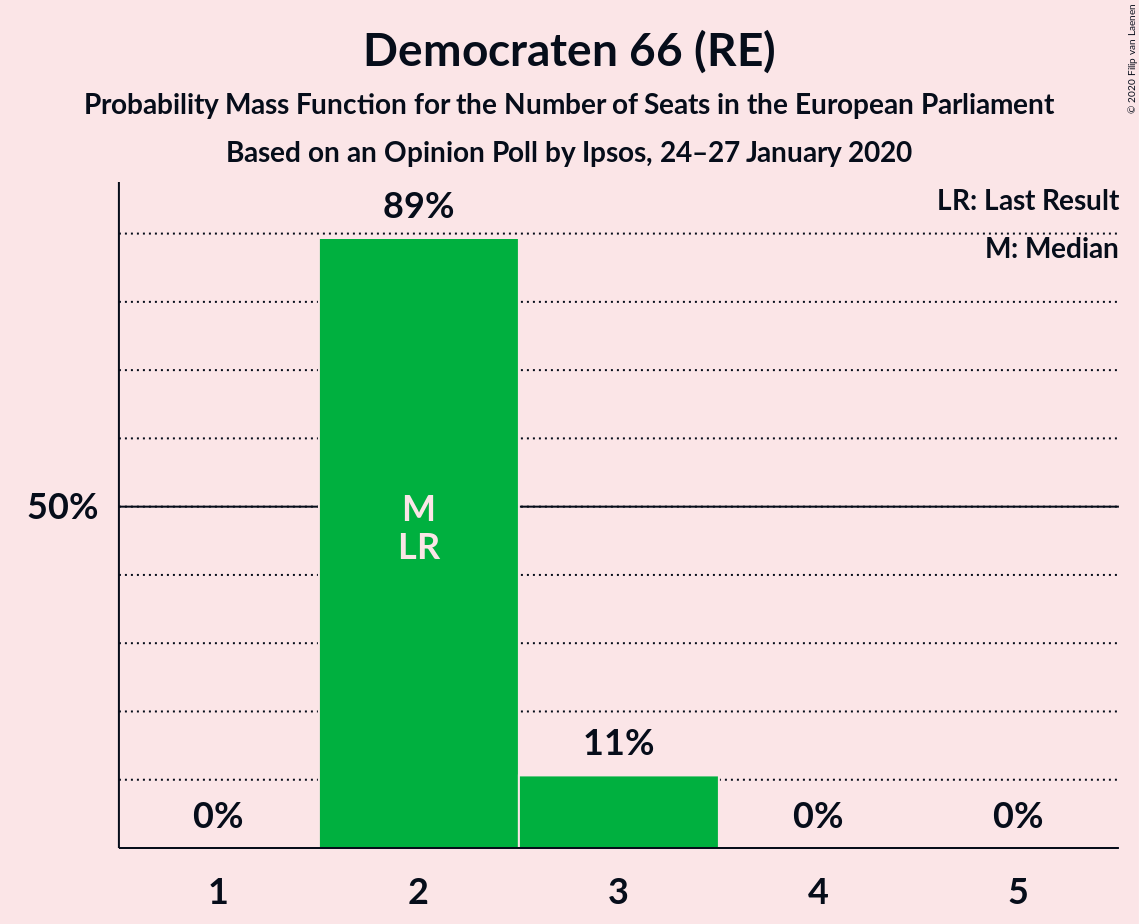 Democraten 66 (RE)
Probability Mass Function for the Number of Seats in the European Parliament
Based on an Opinion Poll by Ipsos, 24–27 January 2020
© 2020 Filip van Laenen
LR: Last Result
M: Median
89%
50%
M
LR
11%
0%
0%
0%
1
2
3
4
5